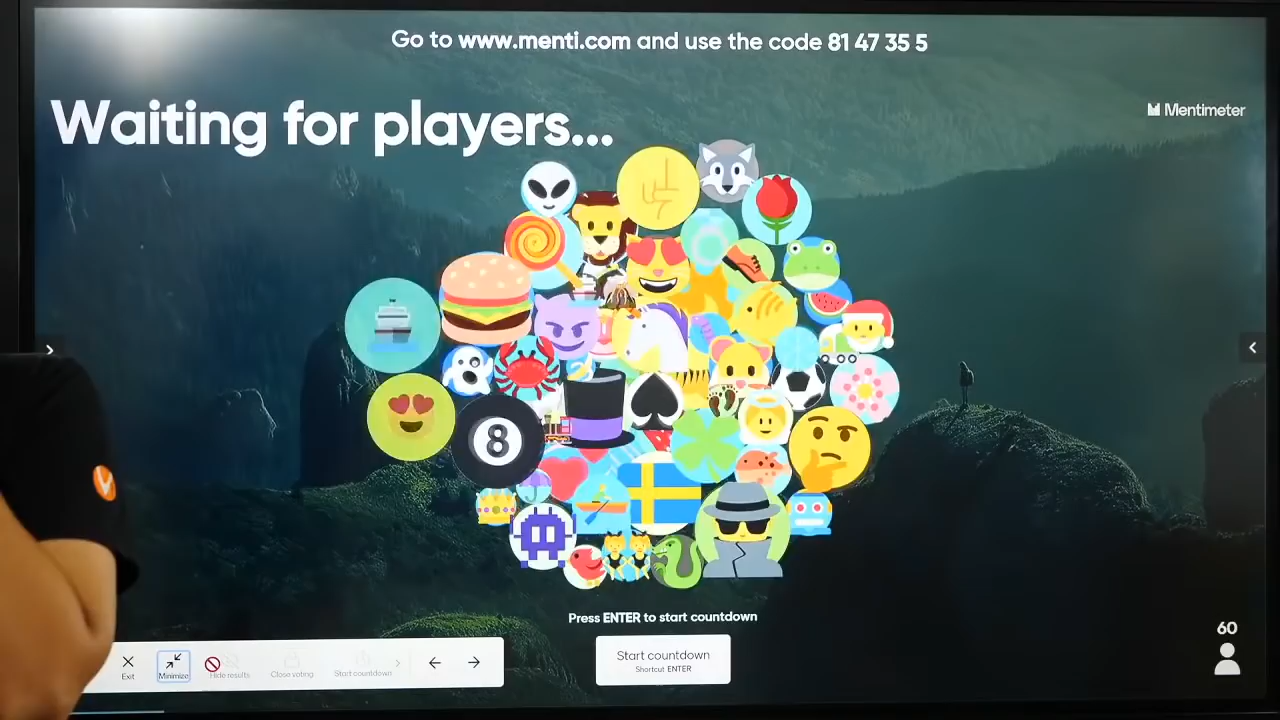 Go to www.menti.com and use the code 81 47 35 5
Waiting for players...
Mentimeter
8
Press ENTER to start countdown
Start countdown
Shortcut ENTER
60
Exit
Minimize
Hide results
Close voting
Start countdown